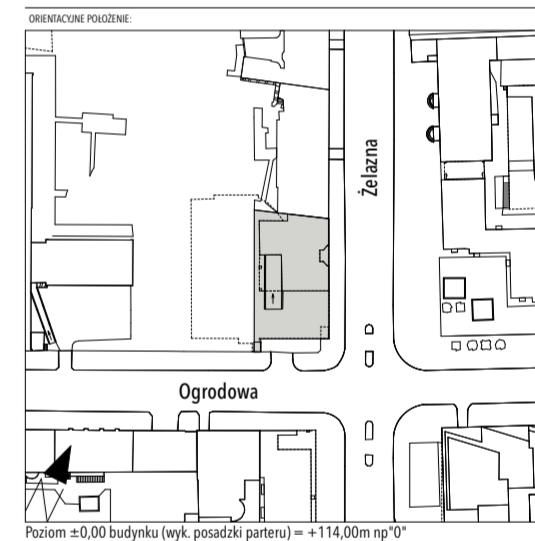 ORIENTACYJNE POŁOŻENIE:
Żelazna
Ogrodowa
Poziom ±0,00 budynku (wyk. posadzki parteru) = +114,00m np"0"